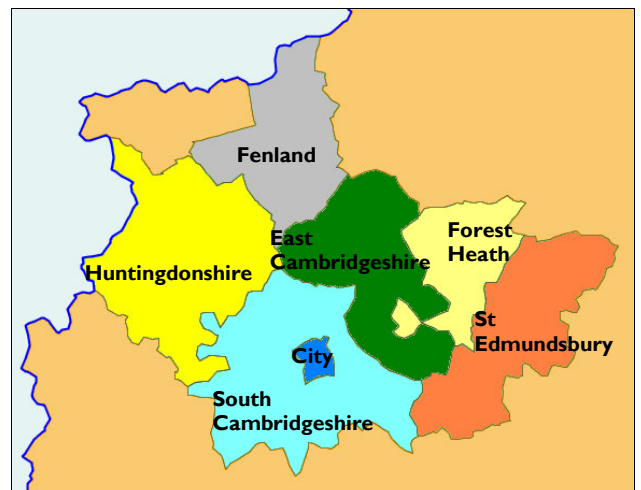 Fenland
East
Cambridgeshire
Forest
Heath
Huntingdonshire
St
Edmundsbury
City
South
Cambridgeshire